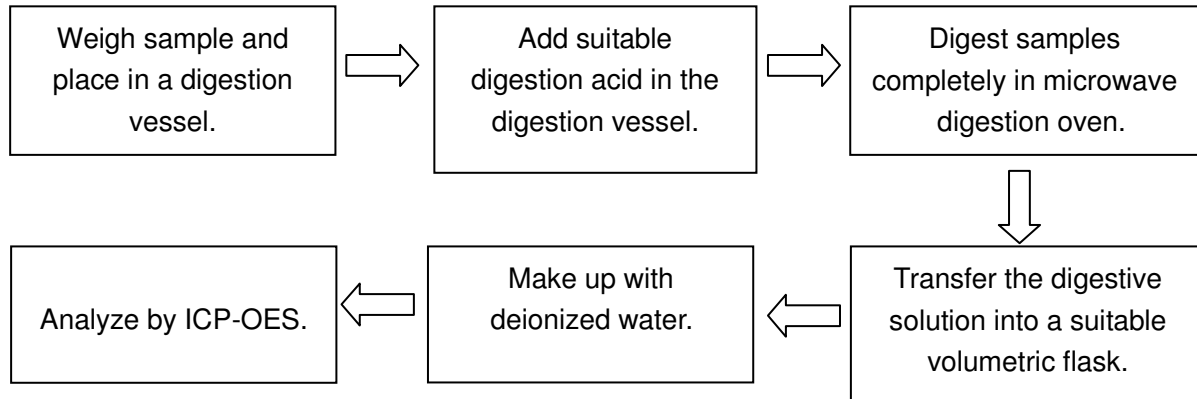 Weigh sample and
place in a digestion
vessel.
Add suitable
digestion acid in the
digestion vessel.
Digest samples
completely in microwave
digestion oven.
Transfer the digestive
solution into a suitable
volumetric flask.
Make up with
deionized water.
Analyze by ICP-OES.